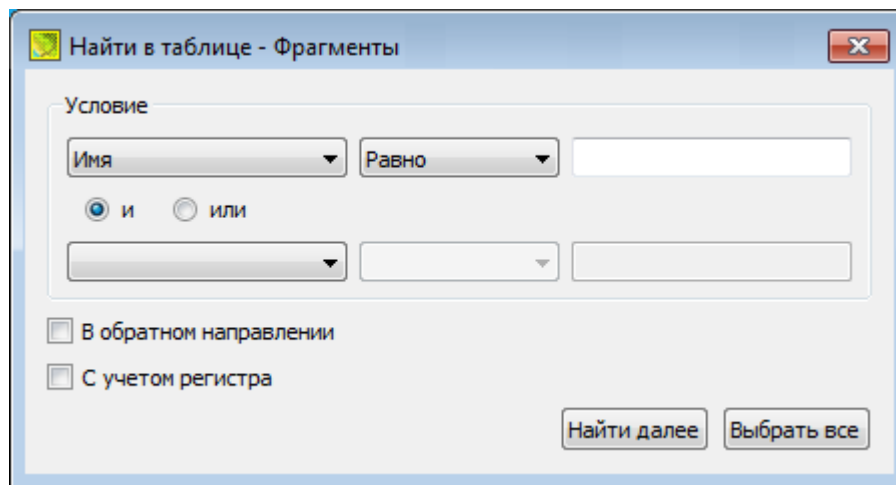 Найти в таблице - Фрагменты
Условие
Имя Равно
и или
В обратном направлении
С учетом регистра
Найти далее Выбрать все